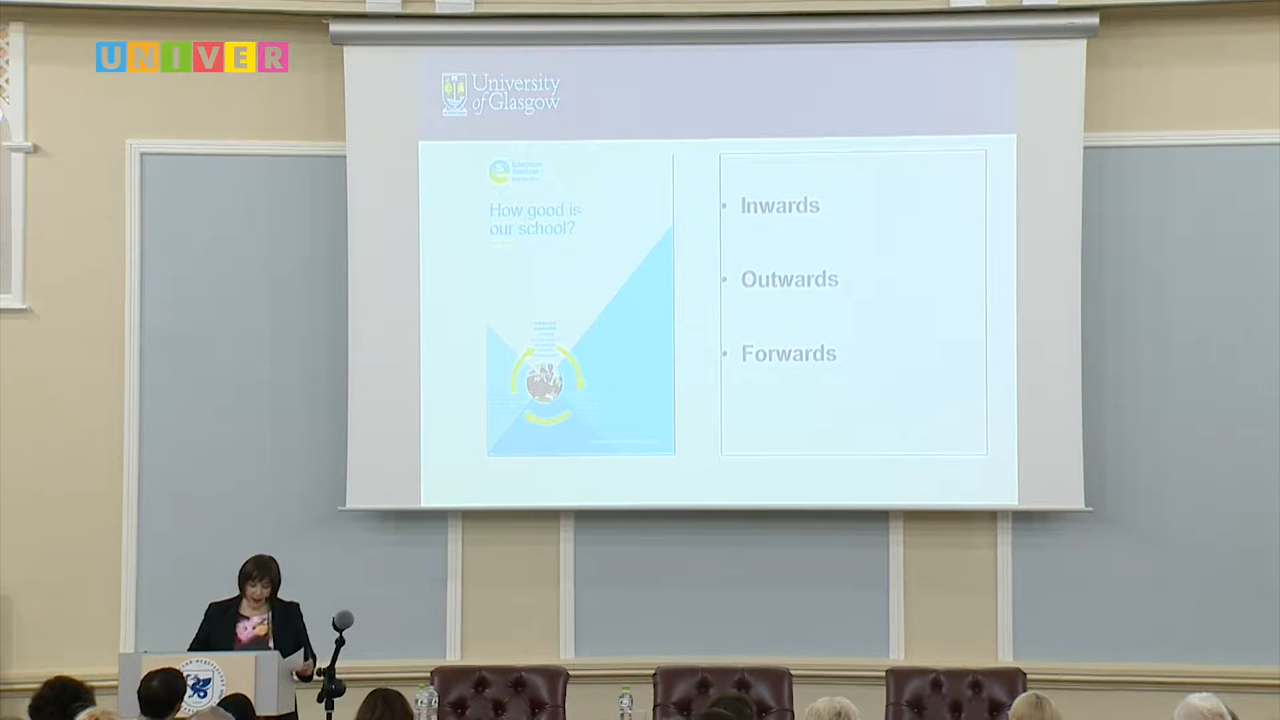 UNIVER
University
of Glasgow
How good is
our school?
• Inwards
• Outwards
• Forwards